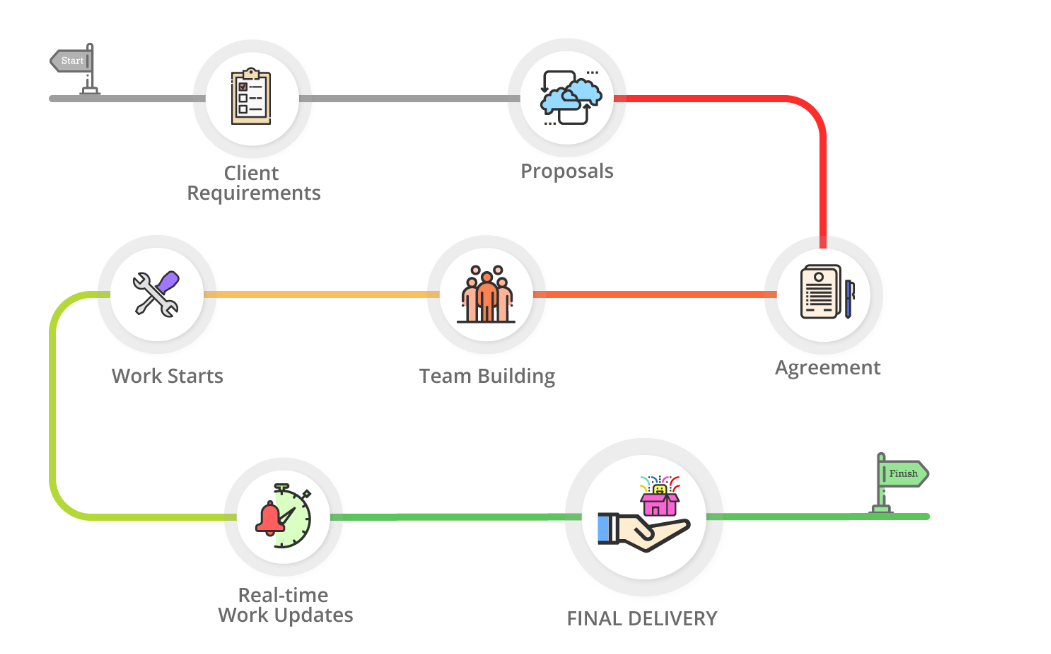 Start
Client
Requirements
Proposals
Agreement
Team Building
Work Starts
Real-time
Work Updates
FINAL DELIVERY
Finish